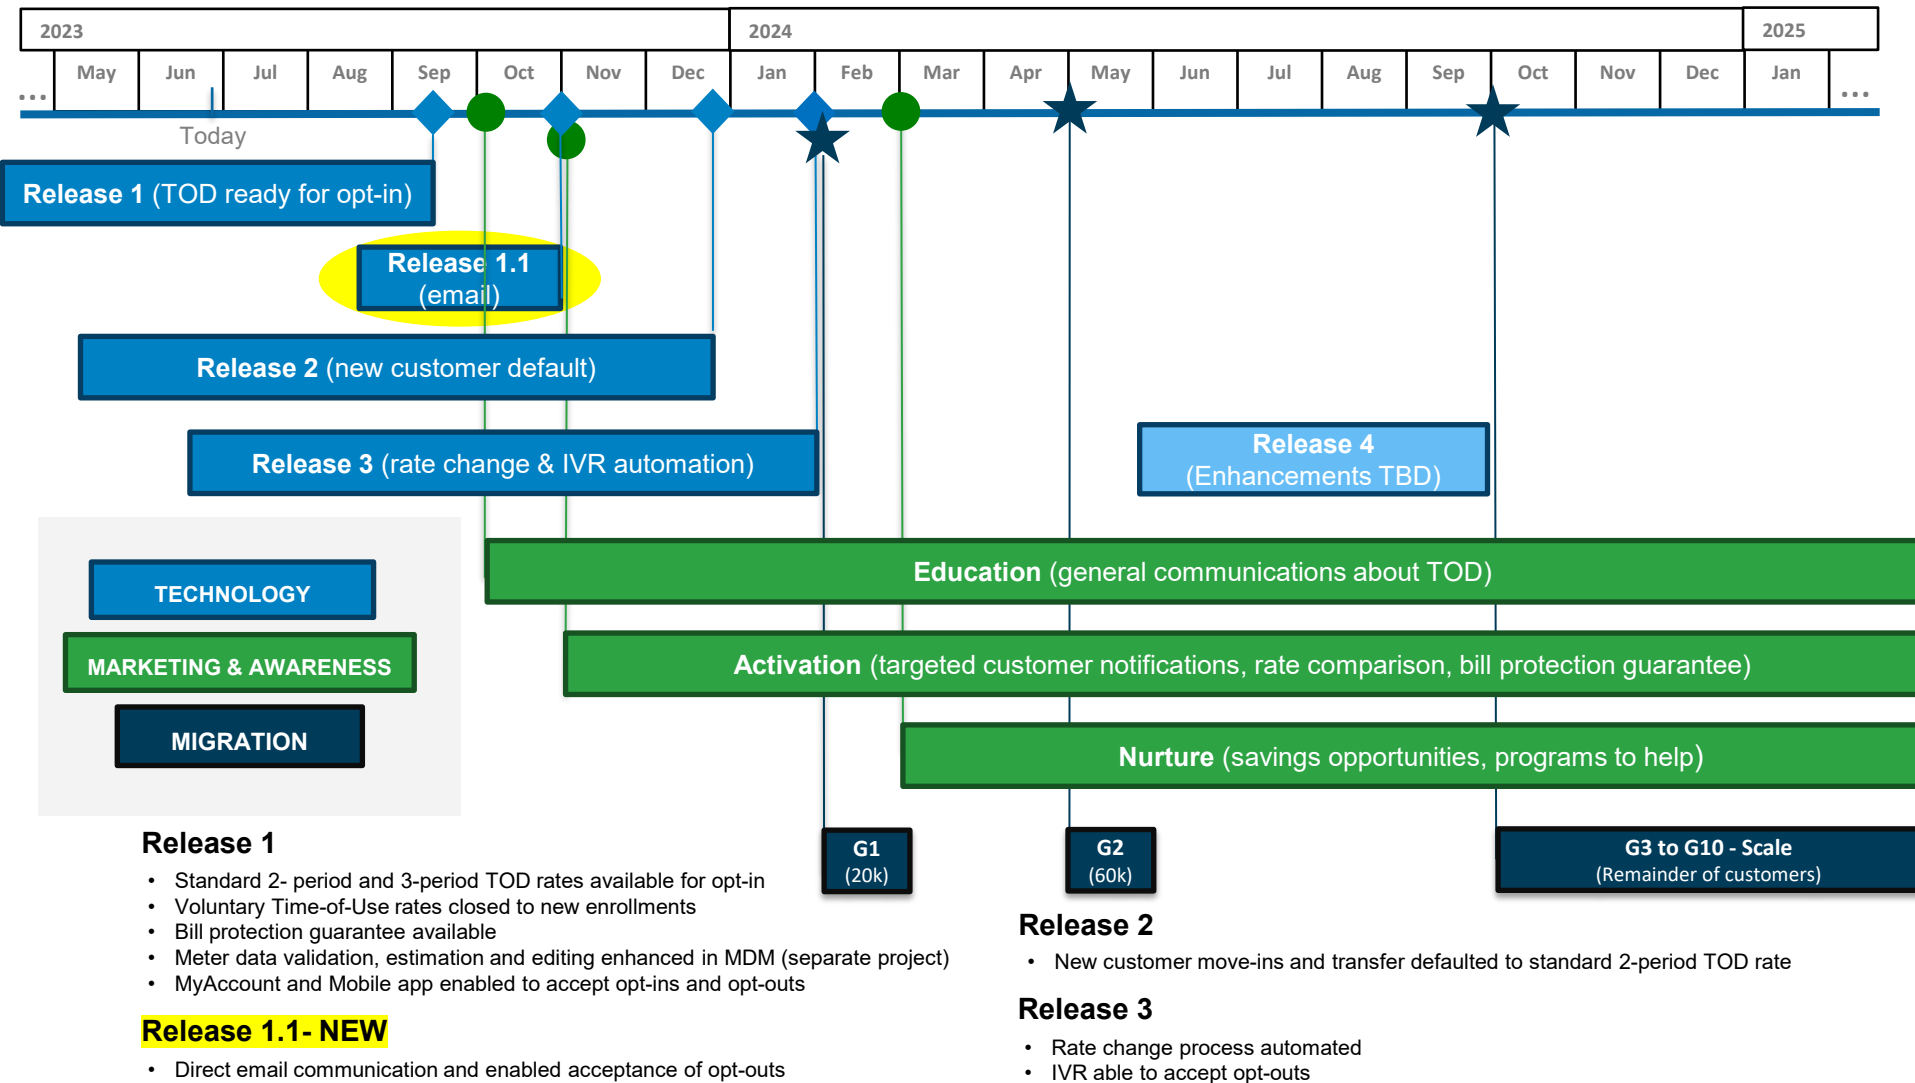 2023
2024
2025
... May Jun Jul Aug Sep Oct Nov Dec Jan Feb Mar Apr May Jun Jul Aug Sep Oct Nov Dec Jan ...
Today
Release 1 (TOD ready for opt-in)
Release 1.1
(email)
Release 2 (new customer default)
Release 3 (rate change & IVR automation)
Release 4
(Enhancements TBD)
Education (general communications about TOD)
TECHNOLOGY
Activation (targeted customer notifications, rate comparison, bill protection guarantee)
MARKETING & AWARENESS
MIGRATION
Nurture (savings opportunities, programs to help)
G1
(20k)
G2
(60k)
G3 to G10 - Scale
(Remainder of customers)
Release 1
• Standard 2- period and 3-period TOD rates available for opt-in
• Voluntary Time-of-Use rates closed to new enrollments
• Bill protection guarantee available
• Meter data validation, estimation and editing enhanced in MDM (separate project)
• MyAccount and Mobile app enabled to accept opt-ins and opt-outs
Release 1.1- NEW
• Direct email communication and enabled acceptance of opt-outs
Release 2
• New customer move-ins and transfer defaulted to standard 2-period TOD rate
Release 3
• Rate change process automated
• IVR able to accept opt-outs